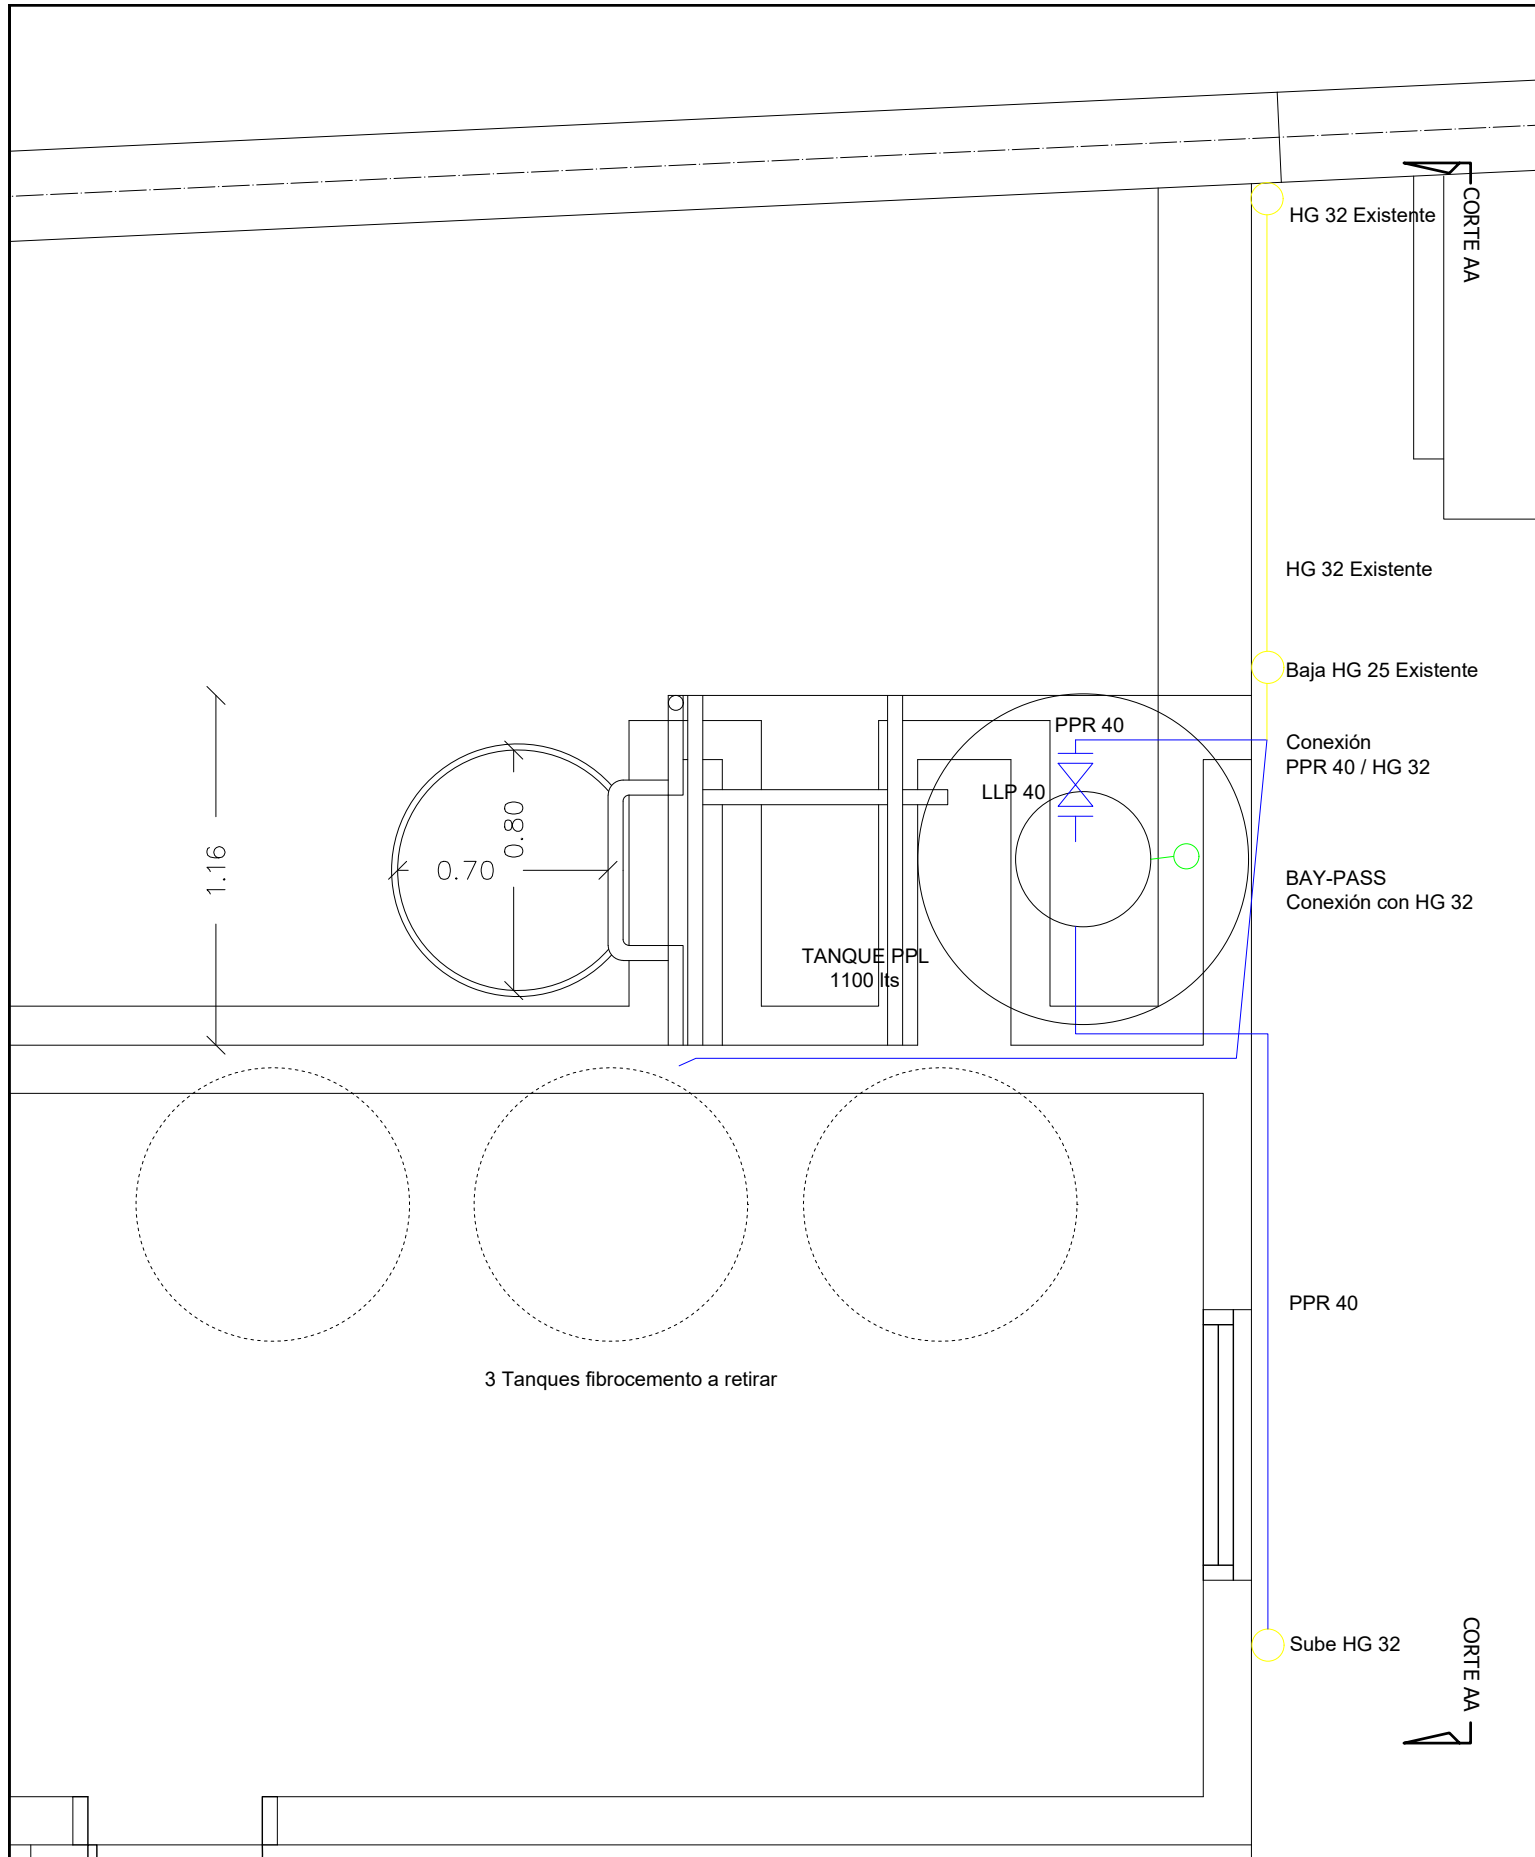 HG 32 Existente
CORTE AA
HG 32 Existente
Baja HG 25 Existente
PPR 40
Conexión
PPR 40 / HG 32
LLP 40
0.80
1.16
0.70
BAY-PASS
Conexión con HG 32
TANQUE PPL
1100 lts
PPR 40
3 Tanques fibrocemento a retirar
Sube HG 32
CORTE AA